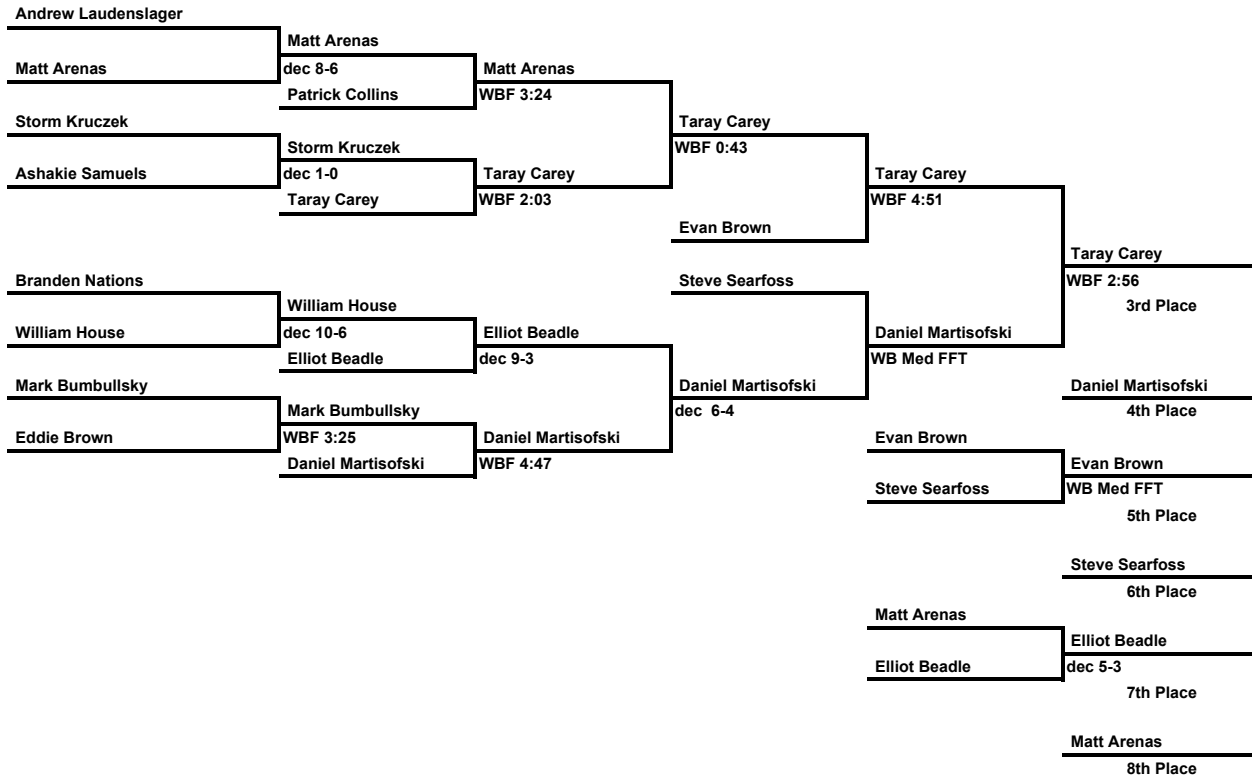 Andrew Laudenslager
Matt Arenas
Matt Arenas
dec 8-6
Matt Arenas
Patrick Collins
WBF 3:24
Storm Kruczek
Taray Carey
Storm Kruczek
WBF 0:43
Ashakie Samuels
dec 1-0
Taray Carey
Taray Carey
Taray Carey
WBF 2:03
WBF 4:51
Evan Brown
Taray Carey
Branden Nations
Steve Searfoss
WBF 2:56
William House
3rd Place
William House
dec 10-6
Elliot Beadle
Daniel Martisofski
Elliot Beadle
dec 9-3
WB Med FFT
Mark Bumbullsky
Daniel Martisofski
Daniel Martisofski
Mark Bumbullsky
dec 6-4
4th Place
Eddie Brown
WBF 3:25
Daniel Martisofski
Evan Brown
Daniel Martisofski
WBF 4:47
Evan Brown
Steve Searfoss
WB Med FFT
5th Place
Steve Searfoss
6th Place
Matt Arenas
Elliot Beadle
Elliot Beadle
dec 5-3
7th Place
Matt Arenas
8th Place